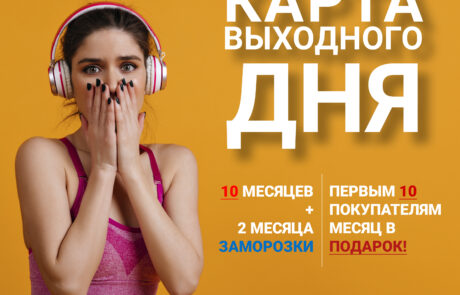 КАРТА
ВЫХОДНОГО
ДНЯ
10 МЕСЯЦЕВ
+
2 МЕСЯЦА
ЗАМОРОЗКИ
ПЕРВЫМ 10
ПОКУПАТЕЛЯМ
МЕСЯЦ В
ПОДАРОК!